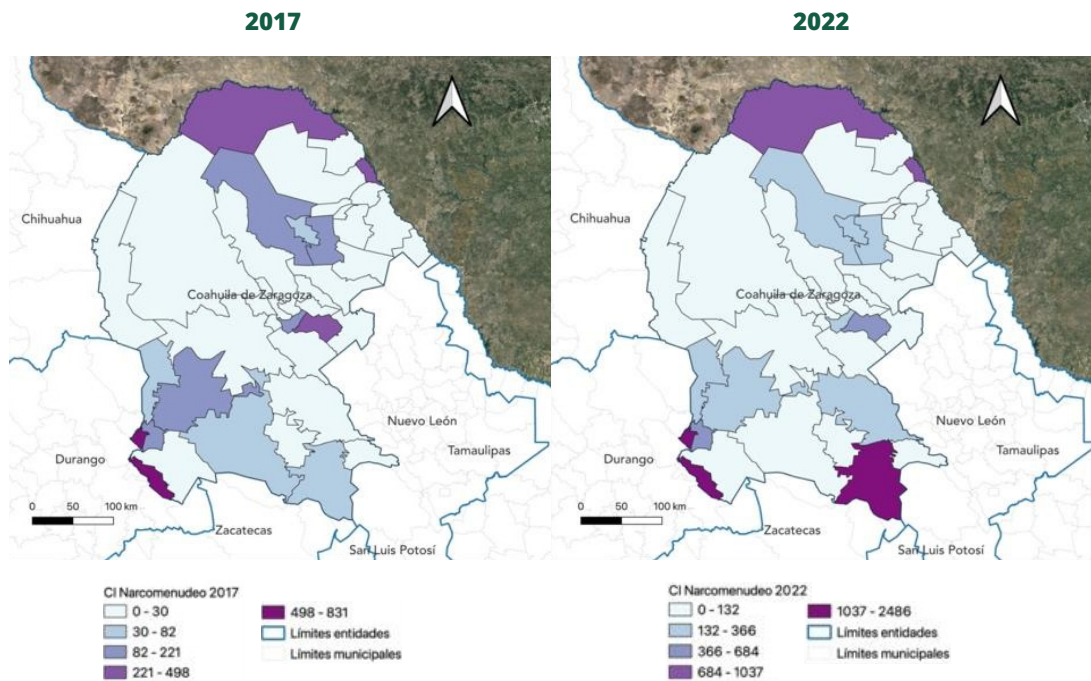 2017
2022
Chihuahua
Coahuila de Zaragoza
Nuevo León
Tamaulipas
Durango
0 50 100 km
Zacatecas
San Luis Potosí
Chihuahua
Coahuila de Zaragoza
Nuevo León
Tamaulipas
Durango
0 50 100 km
Zacatecas
San Luis Potosí
CI Narcomenudeo 2017
0 - 30
30 - 82
82 - 221
221 - 498
498 - 831
Límites entidades
Límites municipales
CI Narcomenudeo 2022
0 - 132
132 - 366
366 - 684
684 - 1037
1037 - 2486
Límites entidades
Límites municipales